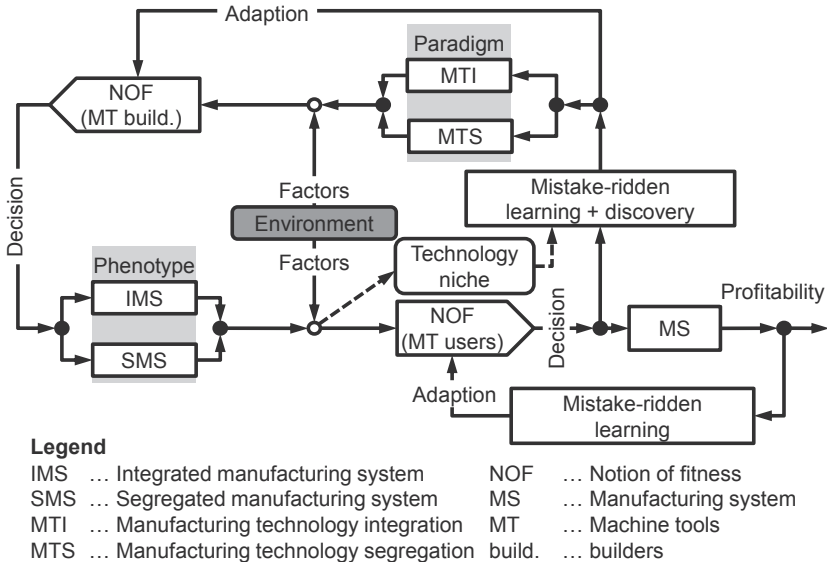 Adaption
Paradigm
MTI
MTS
NOF
(MT build.)
Decision
Factors
Environment
Factors
Mistake-ridden
learning + discovery
Technology
niche
Phenotype
IMS
SMS
NOF
(MT users)
Decision
MS
Profitability
Adaption
Mistake-ridden
learning
Legend
IMS … Integrated manufacturing system
SMS … Segregated manufacturing system
MTI … Manufacturing technology integration
MTS … Manufacturing technology segregation
NOF … Notion of fitness
MS … Manufacturing system
MT … Machine tools
build. … builders